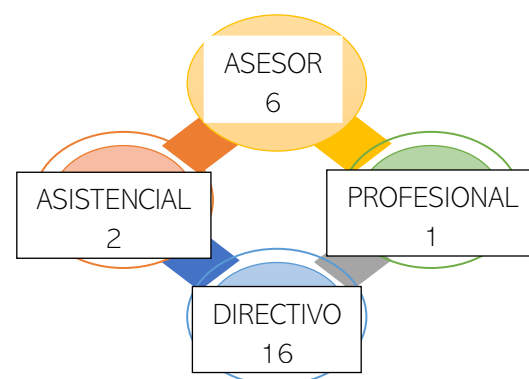 ASESOR
6
ASISTENCIAL
2
PROFESIONAL
1
DIRECTIVO
16